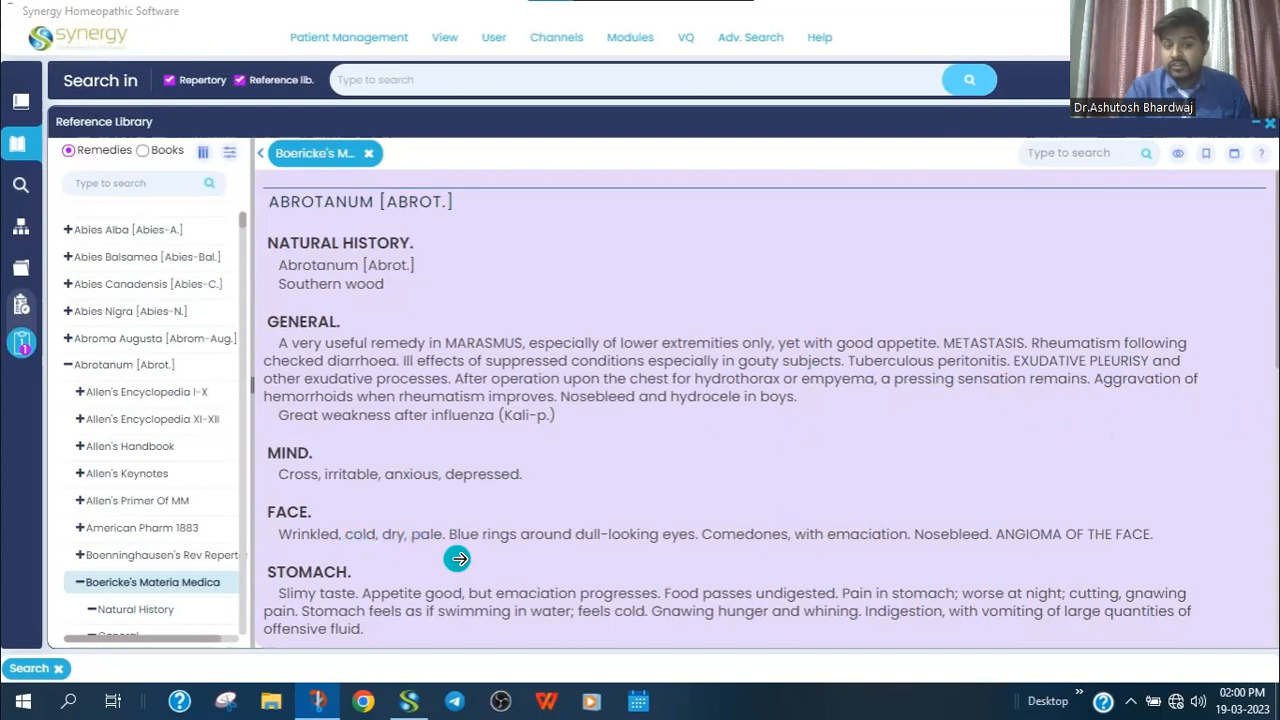 Synergy Homeopathic Software
synergy
Patient Management View User Channels Modules VQ Adv. Search Help
Search in Repertory Reference lib. Type to search
Dr.Ashutosh Bhardwaj
Reference Library
Remedies Books
Boericke's M...
Type to search
Type to search
Abies Alba [Abies-A.]
Abies Balsamea [Abies-Bal.]
Abies Canadensis [Abies-C.]
Abies Nigra [Abies-N.]
Abroma Augusta [Abrom-Aug.]
Abrotanum [Abrot.]
Allen's Encyclopedia I-X
Allen's Encyclopedia XI-XII
Allen's Handbook
Allen's Keynotes
Allen's Primer Of MM
American Pharm 1883
Boenninghausen's Rev Reperto
Boericke's Materia Medica
Natural History
General
ABROTANUM [ABROT.]
NATURAL HISTORY.
Abrotanum [Abrot.]
Southern wood
GENERAL.
A very useful remedy in MARASMUS, especially of lower extremities only, yet with good appetite. METASTASIS. Rheumatism following
checked diarrhoea. Ill effects of suppressed conditions especially in gouty subjects. Tuberculous peritonitis. EXUDATIVE PLEURISY and
other exudative processes. After operation upon the chest for hydrothorax or empyema, a pressing sensation remains. Aggravation of
hemorrhoids when rheumatism improves. Nosebleed and hydrocele in boys.
Great weakness after influenza (Kali-p.)
MIND.
Cross, irritable, anxious, depressed.
FACE.
Wrinkled, cold, dry, pale. Blue rings around dull-looking eyes. Comedones, with emaciation. Nosebleed. ANGIOMA OF THE FACE.
STOMACH.
Slimy taste. Appetite good, but emaciation progresses. Food passes undigested. Pain in stomach; worse at night; cutting, gnawing
pain. Stomach feels as if swimming in water; feels cold. Gnawing hunger and whining. Indigestion, with vomiting of large quantities of
offensive fluid.
Search
Desktop
02:00 PM
19-03-2023